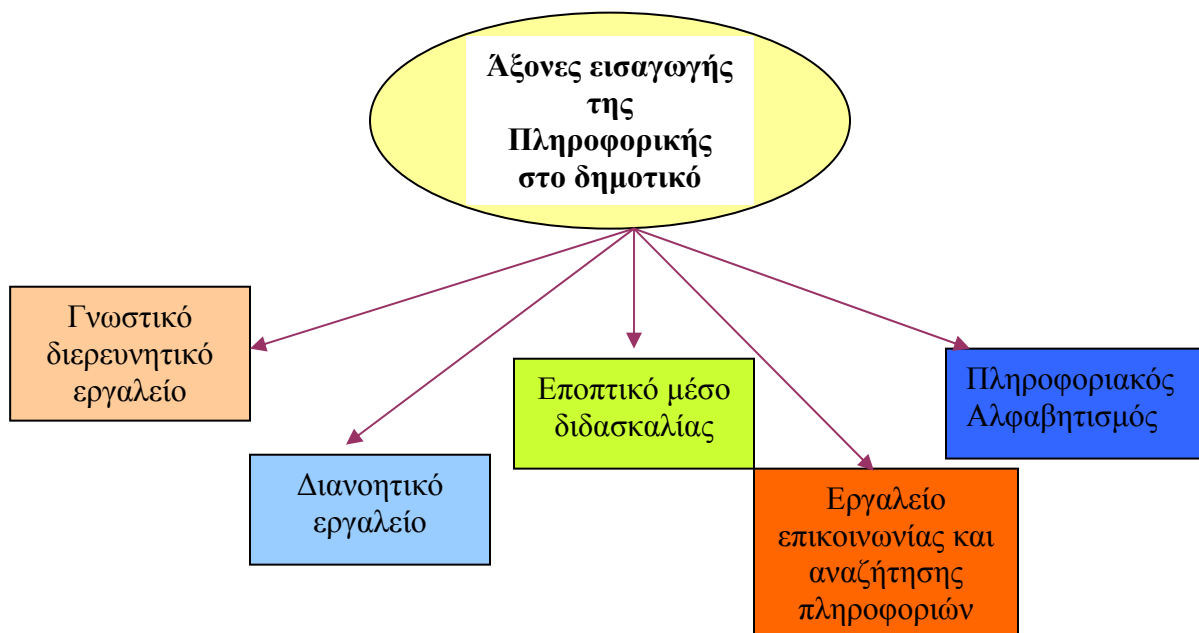 Άξονες εισαγωγής
της
Πληροφορικής
στο δημοτικό
Γνωστικό
διερευνητικό
εργαλείο
Διανοητικό
εργαλείο
Εποπτικό μέσο
διδασκαλίας
Εργαλείο
επικοινωνίας και
αναζήτησης
πληροφοριών
Πληροφοριακός
Αλφαβητισμός